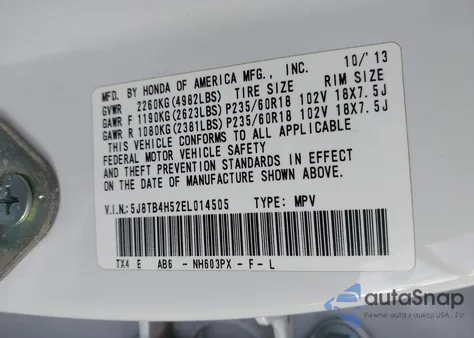 MFD. BY HONDA OF AMERICA MFG., INC. 10/'13
GVWR 2260KG(4982LBS) TIRE SIZE RIM SIZE
GAWR F 1190KG(2623LBS)P235/60R18 102V 18X7.5J
GAWR R 1080KG(2381LBS)P235/60R18 102V 18X7.5J
THIS VEHICLE CONFORMS TO ALL APPLICABLE
FEDERAL MOTOR VEHICLE SAFETY
AND THEFT PREVENTION STANDARDS IN EFFECT
ON THE DATE OF MANUFACTURE SHOWN ABOVE.
V.I.N.:5J8TB4H52EL014505 TYPE: MPV
TX4 E AB6 - NH603PX - F - L
autoSnap
AUCTIONS USA - EU